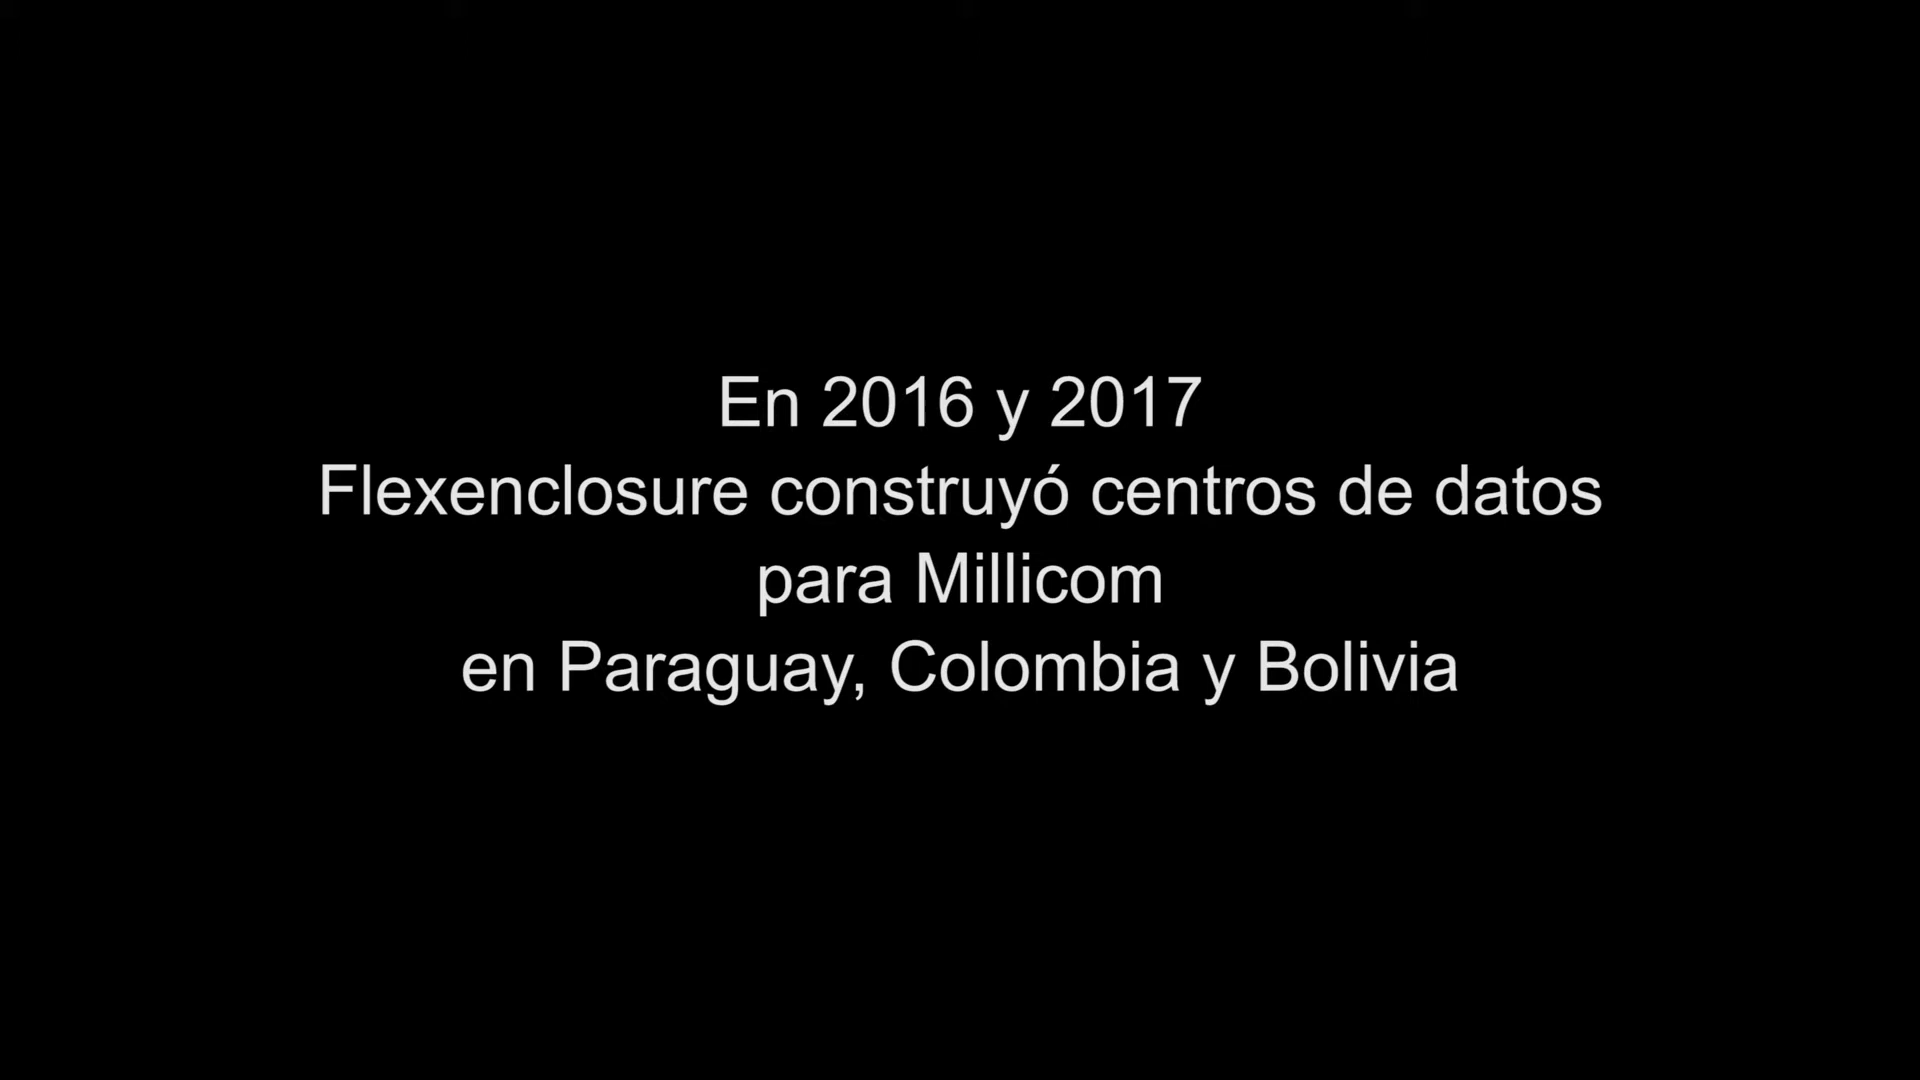 En 2016 y 2017
Flexenclosure construyó centros de datos
para Millicom
en Paraguay, Colombia y Bolivia